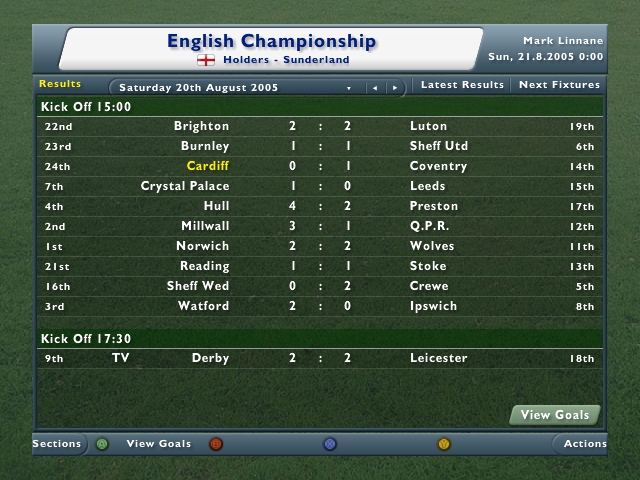 English Championship
Holders - Sunderland
Mark Linnane
Sun, 21.8.2005 0:00
Results
Saturday 20th August 2005
Latest Results
Next Fixtures
Kick Off 15:00
22nd Brighton 2 : 2 Luton 19th
23rd Burnley 1 : 1 Sheff Utd 6th
24th Cardiff 0 : 1 Coventry 14th
7th Crystal Palace 1 : 0 Leeds 15th
4th Hull 4 : 2 Preston 17th
2nd Millwall 3 : 1 Q.P.R. 12th
1st Norwich 2 : 2 Wolves 11th
21st Reading 1 : 1 Stoke 13th
16th Sheff Wed 0 : 2 Crewe 5th
3rd Watford 2 : 0 Ipswich 8th
Kick Off 17:30
9th TV Derby 2 : 2 Leicester 18th
View Goals
Sections
View Goals
Actions